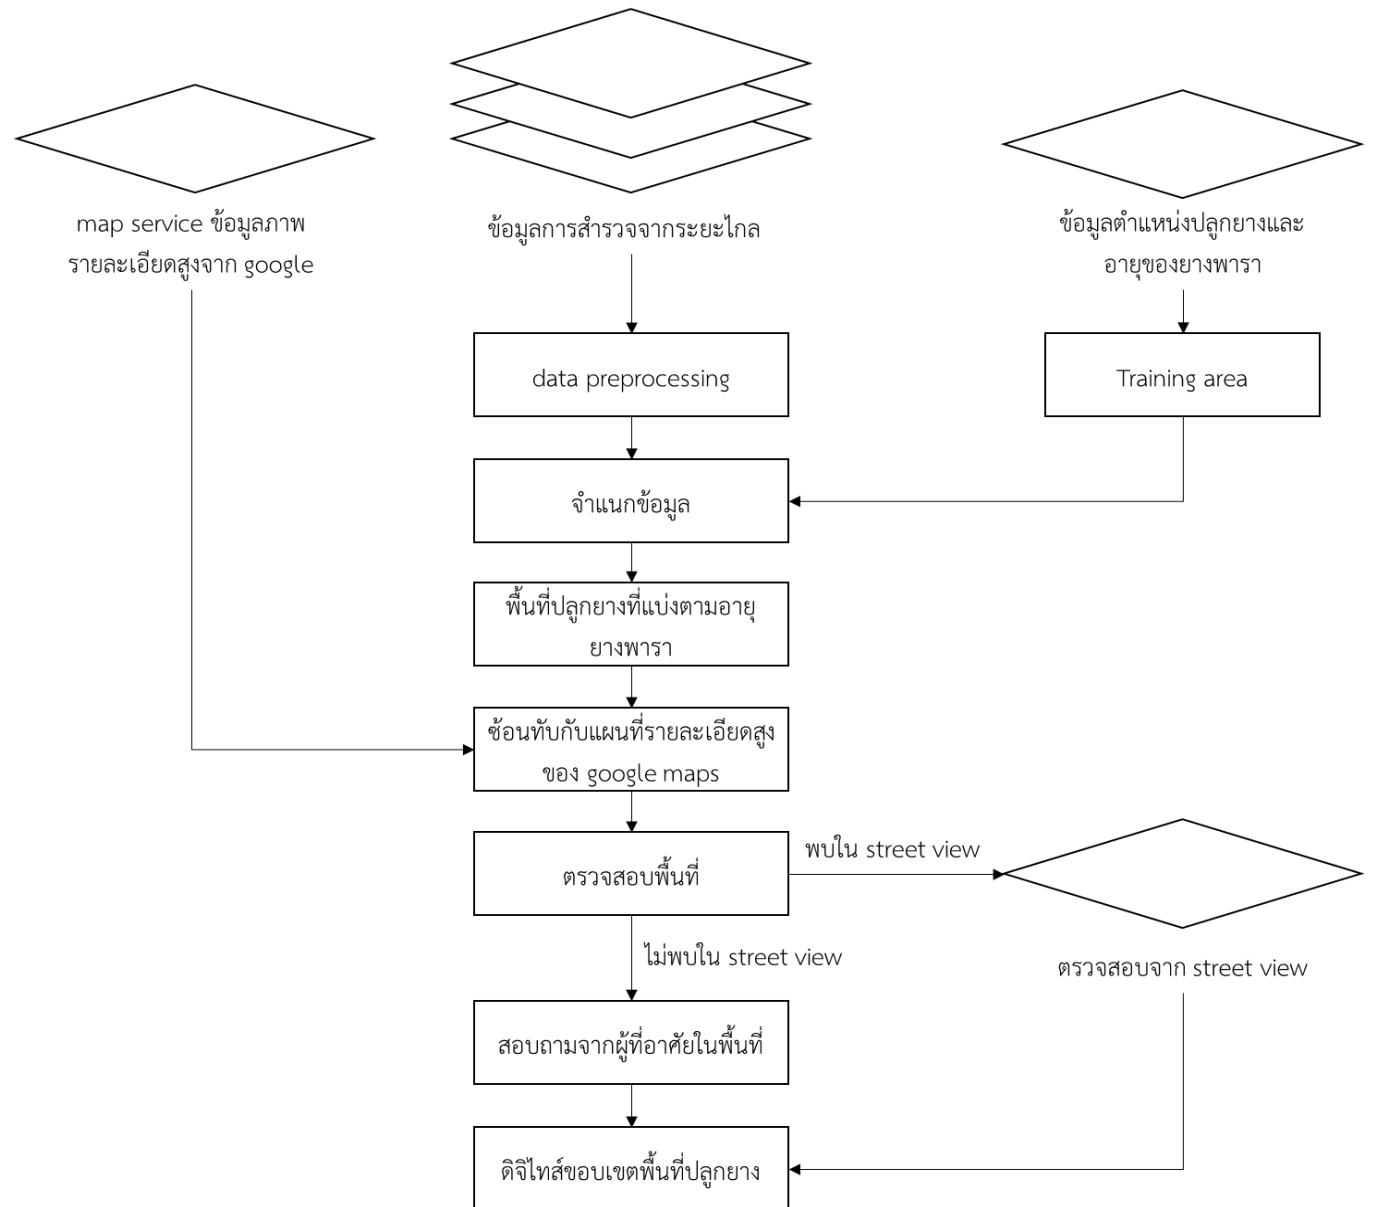 map service ข้อมูลภาพ
รายละเอียดสูงจาก google
ข้อมูลการสำรวจจากระยะไกล
ข้อมูลตำแหน่งปลูกยางและ
อายุของยางพารา
data preprocessing
Training area
จำแนกข้อมูล
พื้นที่ปลูกยางที่แบ่งตามอายุ
ยางพารา
ซ้อนทับกับแผนที่รายละเอียดสูง
ของ google maps
ตรวจสอบพื้นที่
พบใน street view
ไม่พบใน street view
ตรวจสอบจาก street view
สอบถามจากผู้ที่อาศัยในพื้นที่
ดิจิไทส์ขอบเขตพื้นที่ปลูกยาง